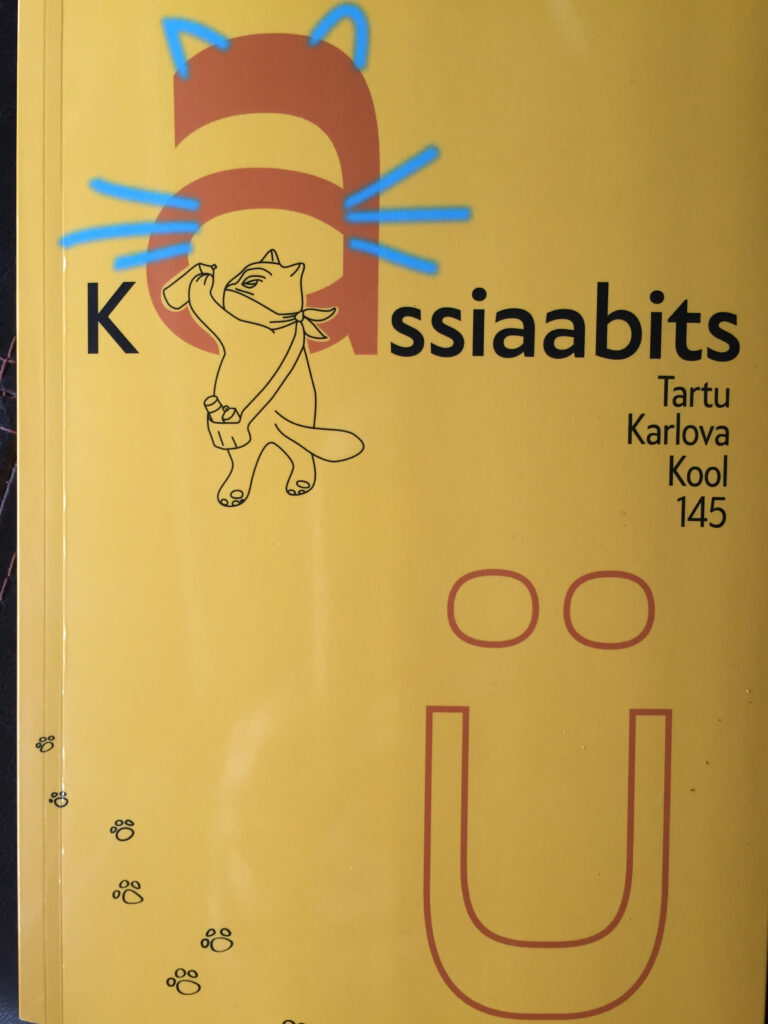 Kassiaabits
Tartu
Karlova
Kool
145
Ü